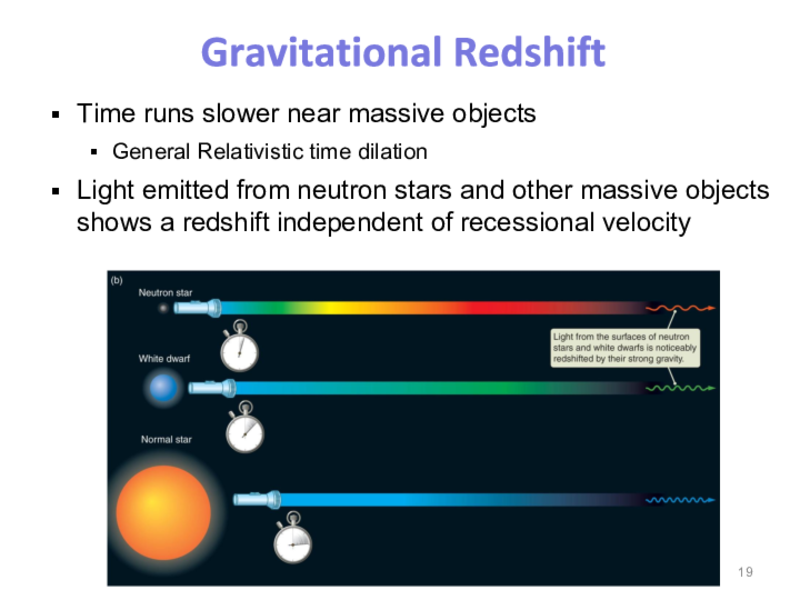 Gravitational Redshift
▪ Time runs slower near massive objects
▪ General Relativistic time dilation
▪ Light emitted from neutron stars and other massive objects
shows a redshift independent of recessional velocity
(b)
Neutron star
Light from the surfaces of neutron
stars and white dwarfs is noticeably
redshifted by their strong gravity.
White dwarf
Normal star
19